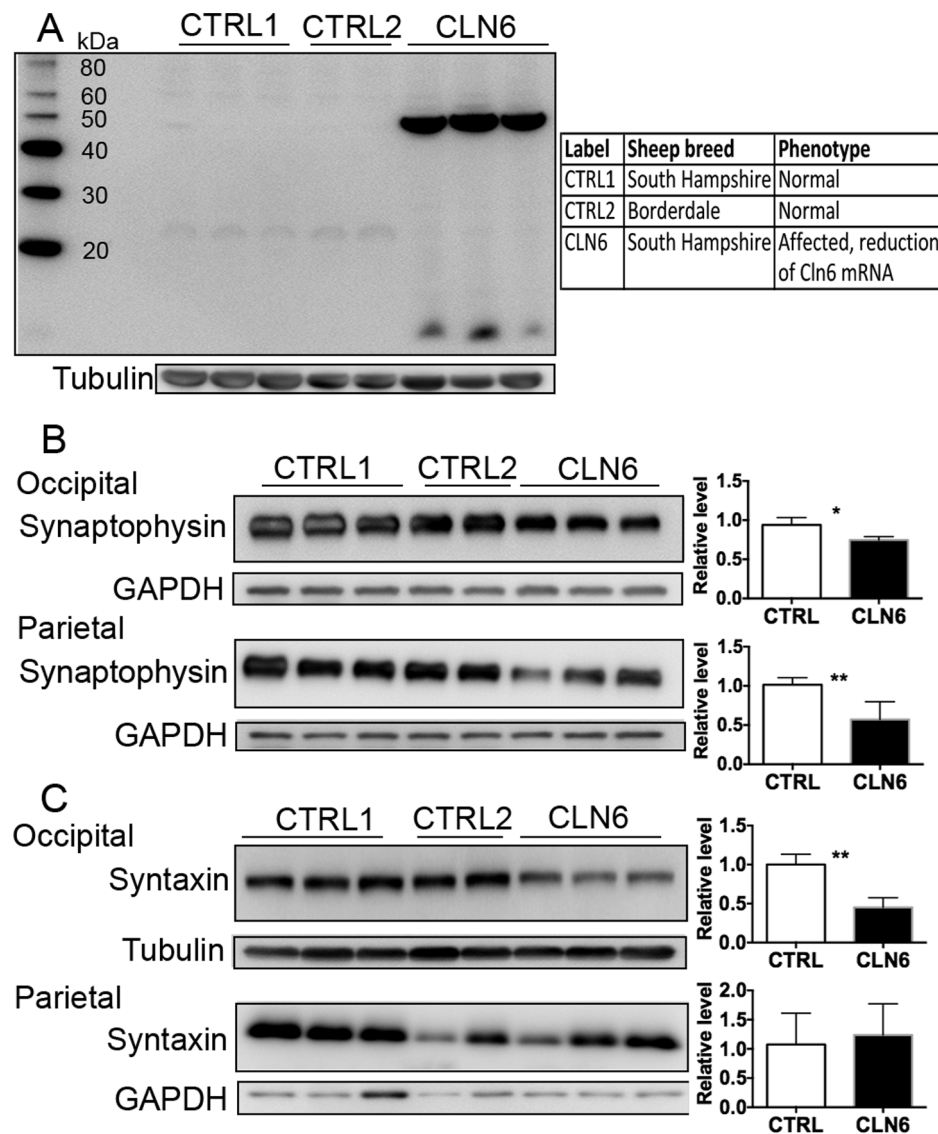 A
kDa
CTRL1 CTRL2 CLN6
80
60
50
40
30
20
Tubulin
Label Sheep breed Phenotype
CTRL1 South Hampshire Normal
CTRL2 Borderdale Normal
CLN6 South Hampshire Affected, reduction
of Cln6 mRNA
B
CTRL1 CTRL2 CLN6
Occipital
Synaptophysin
GAPDH
Relative level
1.5
1.0
0.5
0.0
*
CTRL CLN6
Parietal
Synaptophysin
GAPDH
Relative level
1.5
1.0
0.5
0.0
**
CTRL CLN6
C
CTRL1 CTRL2 CLN6
Occipital
Syntaxin
Tubulin
Relative level
1.5
1.0
0.5
0.0
**
CTRL CLN6
Parietal
Syntaxin
GAPDH
Relative level
2.0
1.5
1.0
0.5
0.0
CTRL CLN6